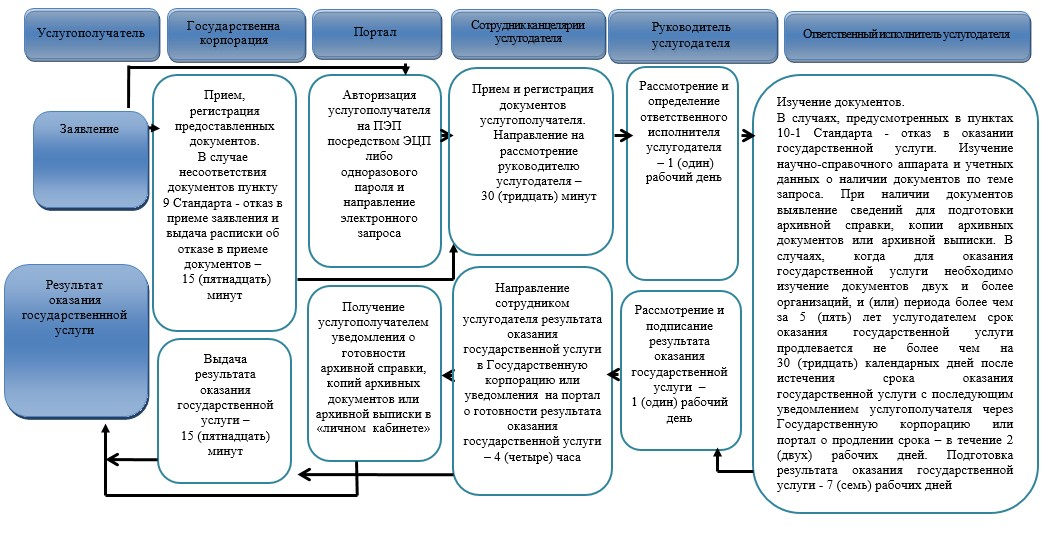 Услугополучатель
Государственна
корпорация
Портал
Сотрудник канцелярии
услугодателя
Руководитель
услугодателя
Ответственный исполнитель услугодателя
Заявление
Прием,
регистрация
предоставленных
документов.
В случае
несоответствия
документов пункту
9 Стандарта - отказ в
приеме заявления и
выдача расписки об
отказе в приеме
документов –
15 (пятнадцать)
минут
Авторизация
услугополучателя
на ПЭП
посредством ЭЦП
либо
одноразового
пароля и
направление
электронного
запроса
Прием и регистрация
документов
услугополучателя.
Направление на
рассмотрение
руководителю
услугодателя –
30 (тридцать) минут
Рассмотрение и
определение
ответственного
исполнителя
услугодателя
– 1 (один)
рабочий день
Изучение документов.
В случаях, предусмотренных в пунктах
10-1 Стандарта - отказ в оказании
государственной услуги. Изучение
научно-справочного аппарата и учетных
данных о наличии документов по теме
запроса. При наличии документов
выявление сведений для подготовки
архивной справки, копии архивных
документов или архивной выписки. В
случаях, когда для оказания
государственной услуги необходимо
изучение документов двух и более
организаций, и (или) периода более чем
за 5 (пять) лет услугодателем срок
оказания государственной услуги
продлевается не более чем на
30 (тридцать) календарных дней после
истечения срока оказания
государственной услуги с последующим
уведомлением услугополучателя через
Государственную корпорацию или
портал о продлении срока – в течение 2
(двух) рабочих дней. Подготовка
результата оказания государственной
услуги - 7 (семь) рабочих дней
Результат
оказания
государственнной
услуги
Выдача
результата
оказания
государственной
услуги –
15 (пятнадцать)
минут
Получение
услугополучателем
уведомления о
готовности
архивной справки,
копий архивных
документов или
архивной выписки в
«личном кабинете»
Направление
сотрудником
услугодателя результата
оказания
государственной услуги
в Государственную
корпорацию или
уведомления на портал
о готовности результата
оказания
государственной услуги
– 4 (четыре) часа
Рассмотрение и
подписание
результата
оказания
государственной
услуги –
1 (один) рабочий
день